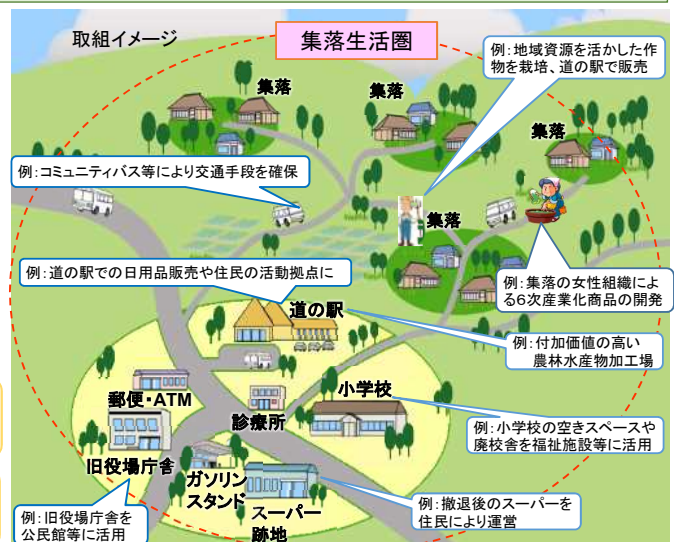 取組イメージ
集落生活圏
例：地域資源を活かした作
物を栽培、道の駅で販売
集落
集落
集落
例：コミュニティバス等により交通手段を確保
集落
例：道の駅での日用品販売や住民の活動拠点に
例：集落の女性組織によ
る6次産業化商品の開発
道の駅
例：付加価値の高い
農林水産物加工場
郵便・ATM
診療所
小学校
例：小学校の空きスペースや
廃校舎を福祉施設等に活用
旧役場庁舎
ガソリン
スタンド
スーパー
跡地
例：撤退後のスーパーを
住民により運営
例：旧役場庁舎を
公民館等に活用